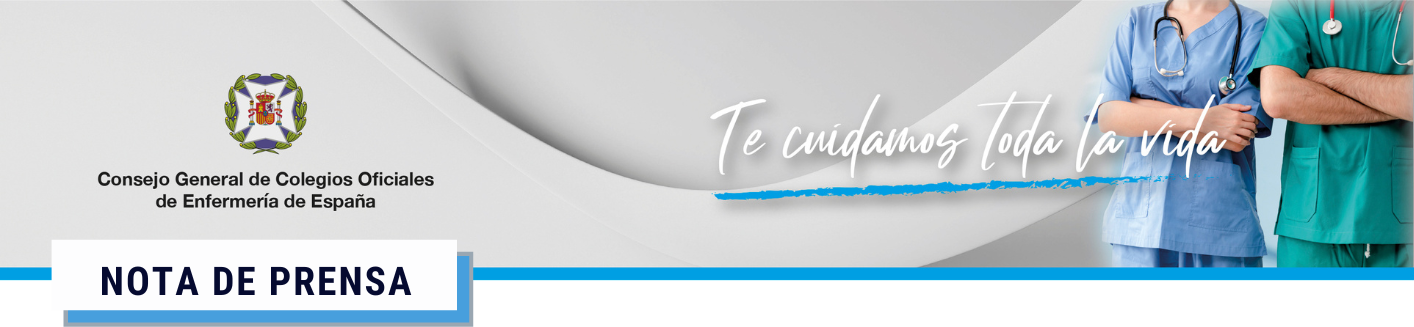 Consejo General de Colegios Oficiales
de Enfermería de España
Te cuidamos toda la vida
NOTA DE PRENSA